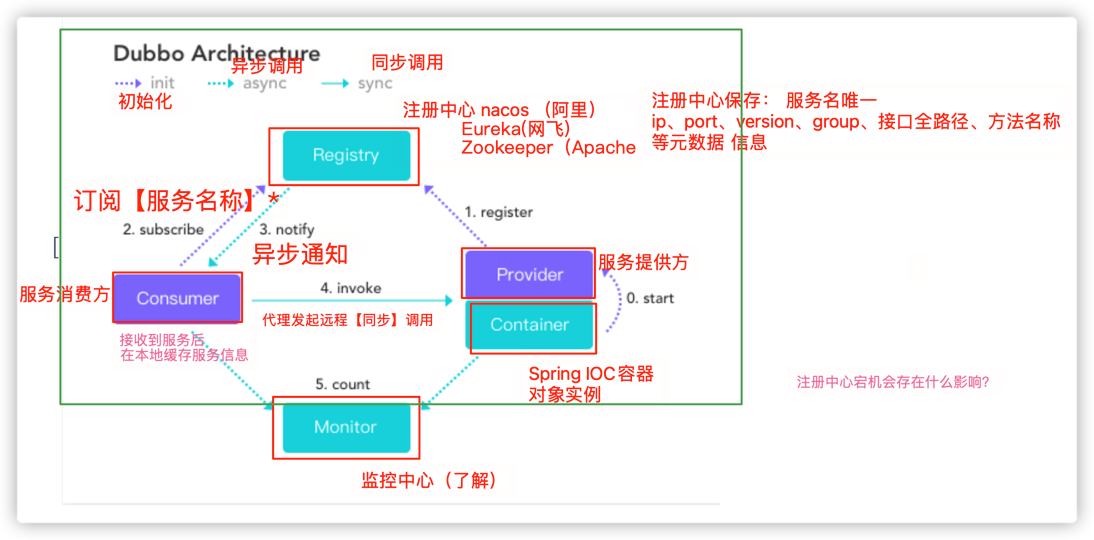 Dubbo Architecture
init
async
sync
初始化
异步调用
同步调用
注册中心 nacos （阿里）
Eureka(网飞）
Zookeeper（Apache
注册中心保存： 服务名唯一
ip、port、version、group、接口全路径、方法名称
等元数据 信息
Registry
订阅【服务名称】*
1. register
2. subscribe
3. notify
异步通知
服务消费方
Consumer
4. invoke
代理发起远程【同步】调用
Provider
服务提供方
Container
0. start
接收到服务后
在本地缓存服务信息
Spring IOC容器
对象实例
注册中心宕机会存在什么影响?
5. count
Monitor
监控中心（了解）
[